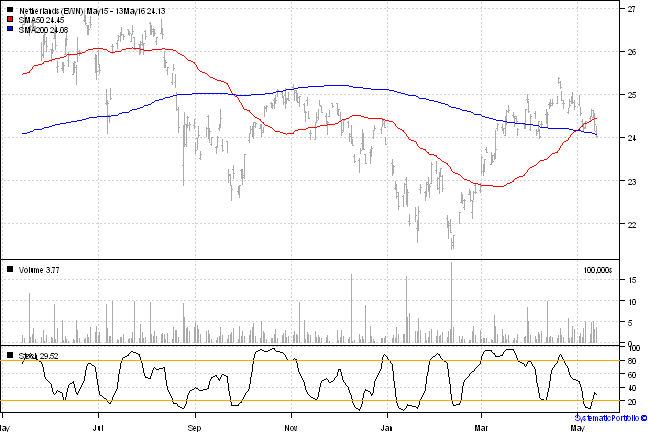 Netherlands (EWN) May15 - 13May16 24.13
SMA50 24.45
SMA200 24.08
27
26
25
24
23
22
Volume 3.77
100,000s
15
10
5
0
29.52
100
80
60
40
20
ay Jul Sep Nov Jan Mar May
SystematicPortfolio ©